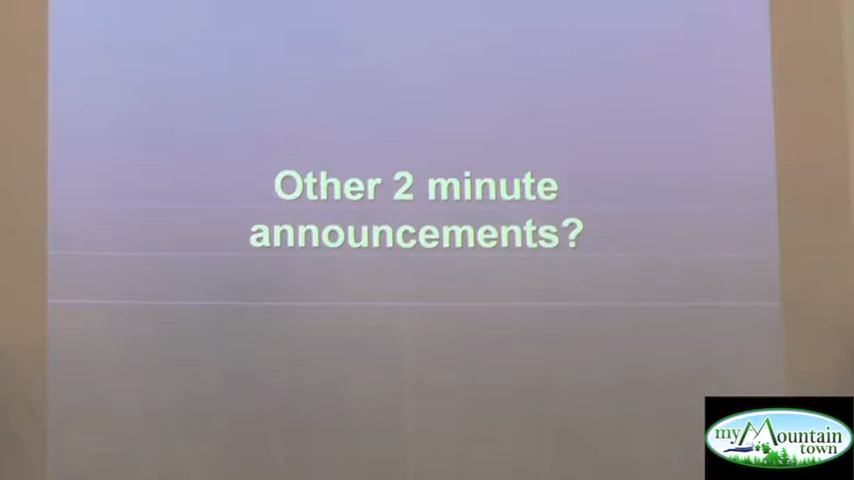 Other 2 minute
announcements?
my Mountain
town